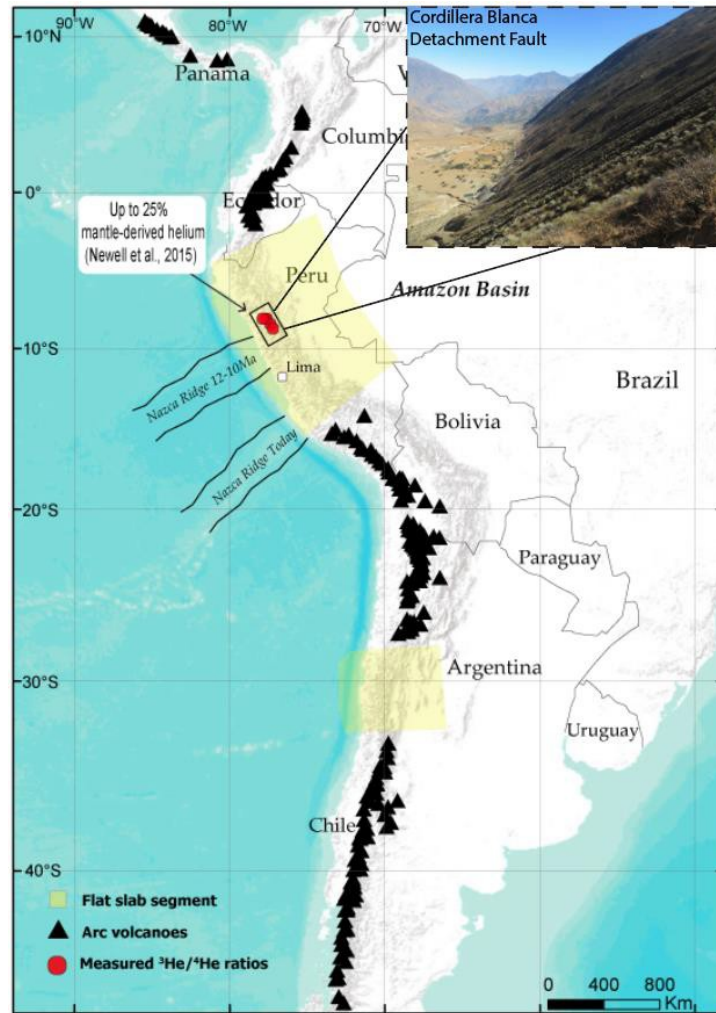 Cordillera Blanca
Detachment Fault
90°W
80°W
70°W
10°N
0°
10°S
20°S
30°S
40°S
Panama
Columbi
Ecuador
Up to 25%
mantle-derived helium
(Newell et al., 2015)
Peru
Amazon Basin
Lima
Brazil
Nazca Ridge 12-10Ma
Bolivia
Nazca Ridge Today
Paraguay
Argentina
Uruguay
Chile
Flat slab segment
Arc volcanoes
Measured ³He/⁴He ratios
0 400 800
Km